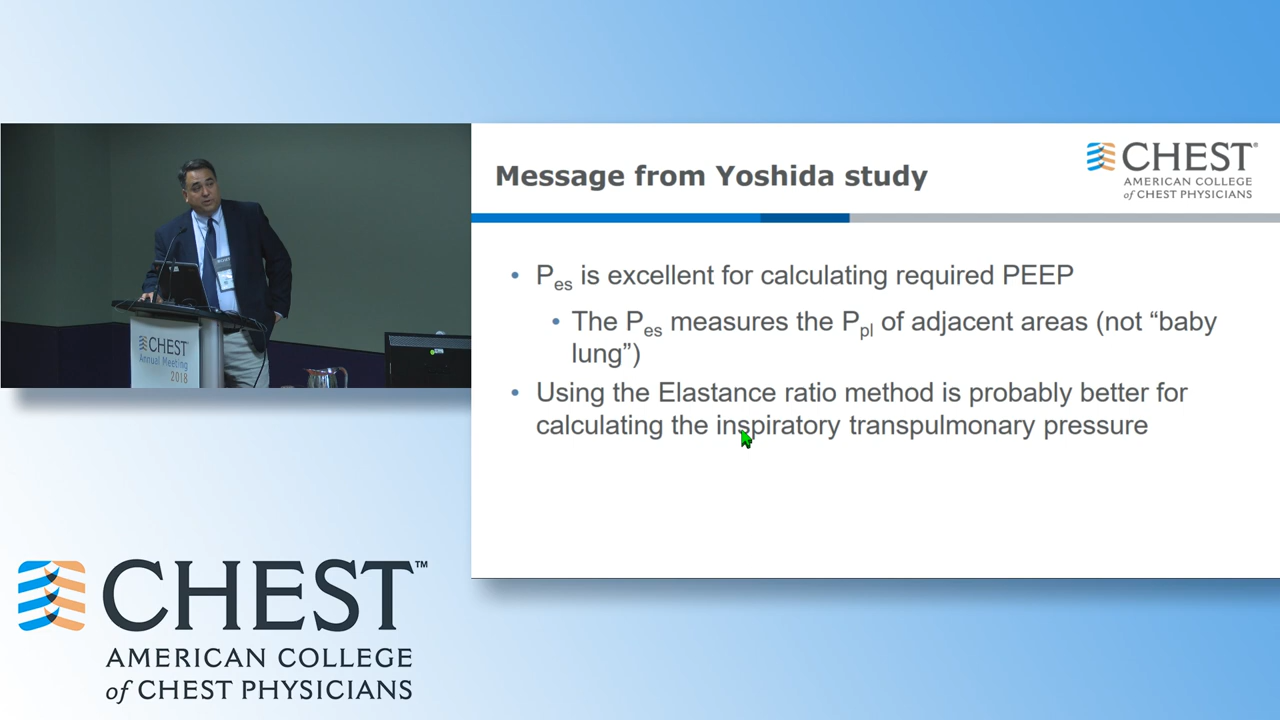 Message from Yoshida study
CHEST®
AMERICAN COLLEGE
of CHEST PHYSICIANS
• Pes is excellent for calculating required PEEP
• The Pes measures the Ppl of adjacent areas (not “baby
lung”)
• Using the Elastance ratio method is probably better for
calculating the inspiratory transpulmonary pressure
CHEST
Annual Meeting
2018
CHEST™
AMERICAN COLLEGE
of CHEST PHYSICIANS